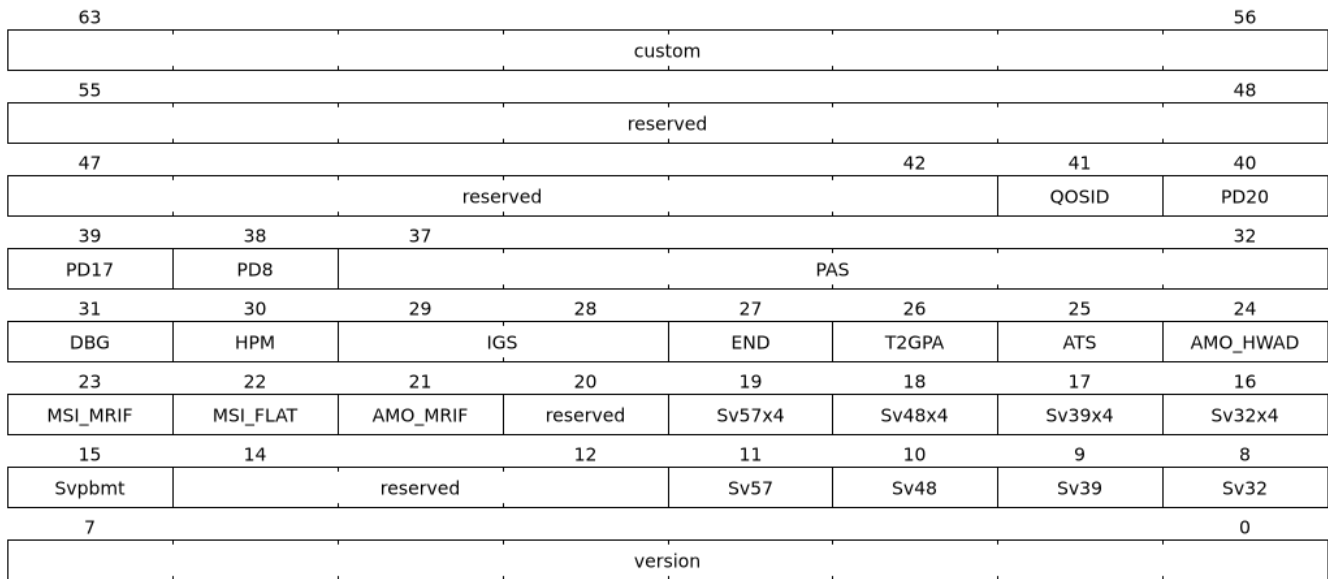 63 56
custom
55 48
reserved
47 42 41 40
reserved QOSID PD20
39 38 37 32
PD17 PD8 PAS
31 30 29 28 27 26 25 24
DBG HPM IGS END T2GPA ATS AMO_HWAD
23 22 21 20 19 18 17 16
MSI_MRIF MSI_FLAT AMO_MRIF reserved Sv57x4 Sv48x4 Sv39x4 Sv32x4
15 14 12 11 10 9 8
Svpbmt reserved Sv57 Sv48 Sv39 Sv32
7 0
version